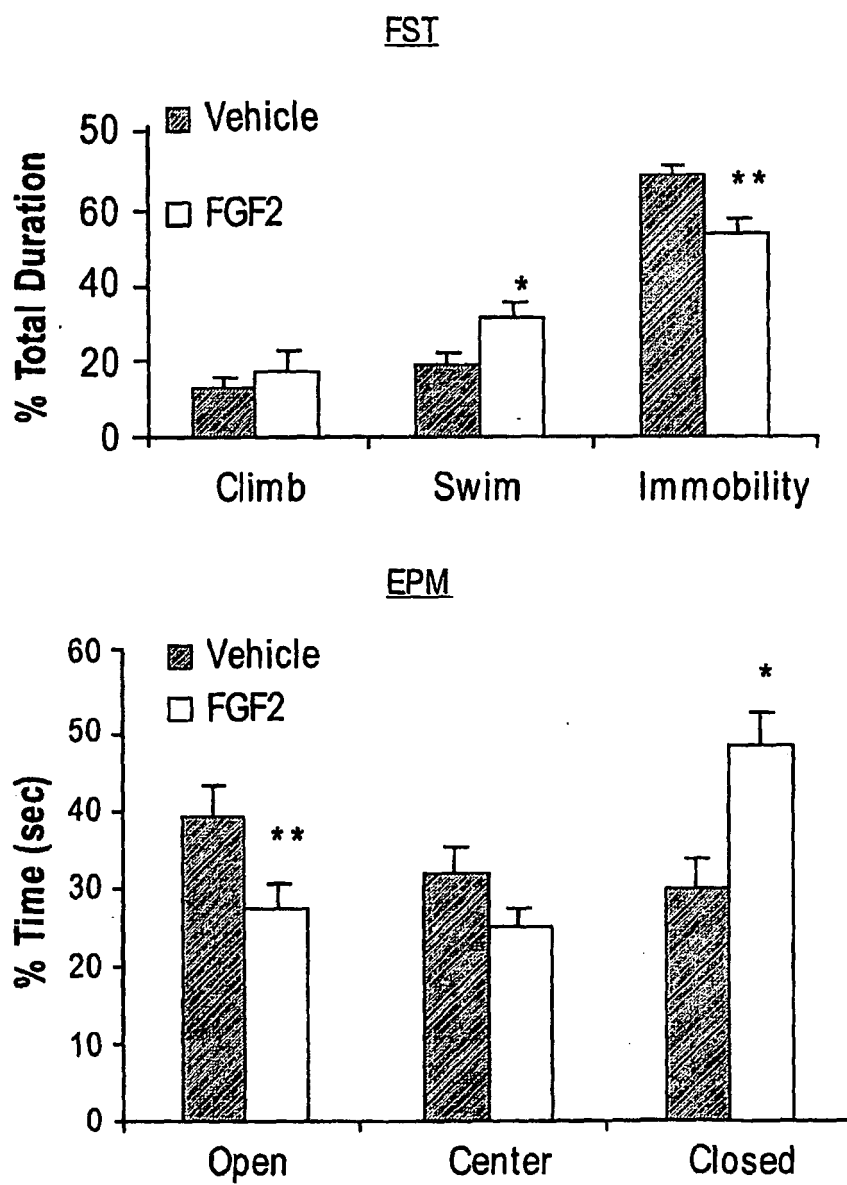 FST
Vehicle
FGF2
% Total Duration
50
60
40
20
0
*
**
Climb Swim Immobility
EPM
Vehicle
FGF2
% Time (sec)
60
50
40
30
20
10
0
**
*
Open Center Closed